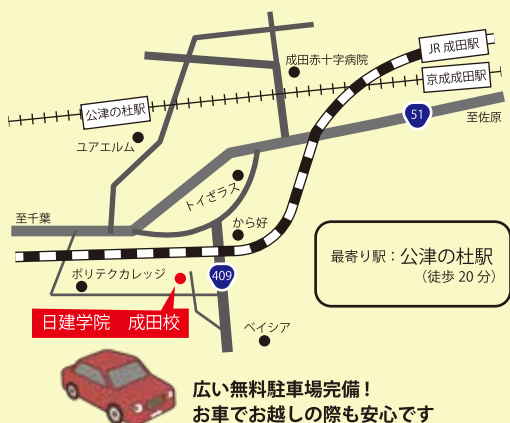 JR 成田駅
成田赤十字病院
京成成田駅
公津の杜駅
51
至佐原
ユアエルム
トイざラス
至千葉
から好
最寄り駅：公津の杜駅
（徒歩 20 分）
ポリテクカレッジ
409
日建学院　成田校
ベイシア
広い無料駐車場完備！
お車でお越しの際も安心です